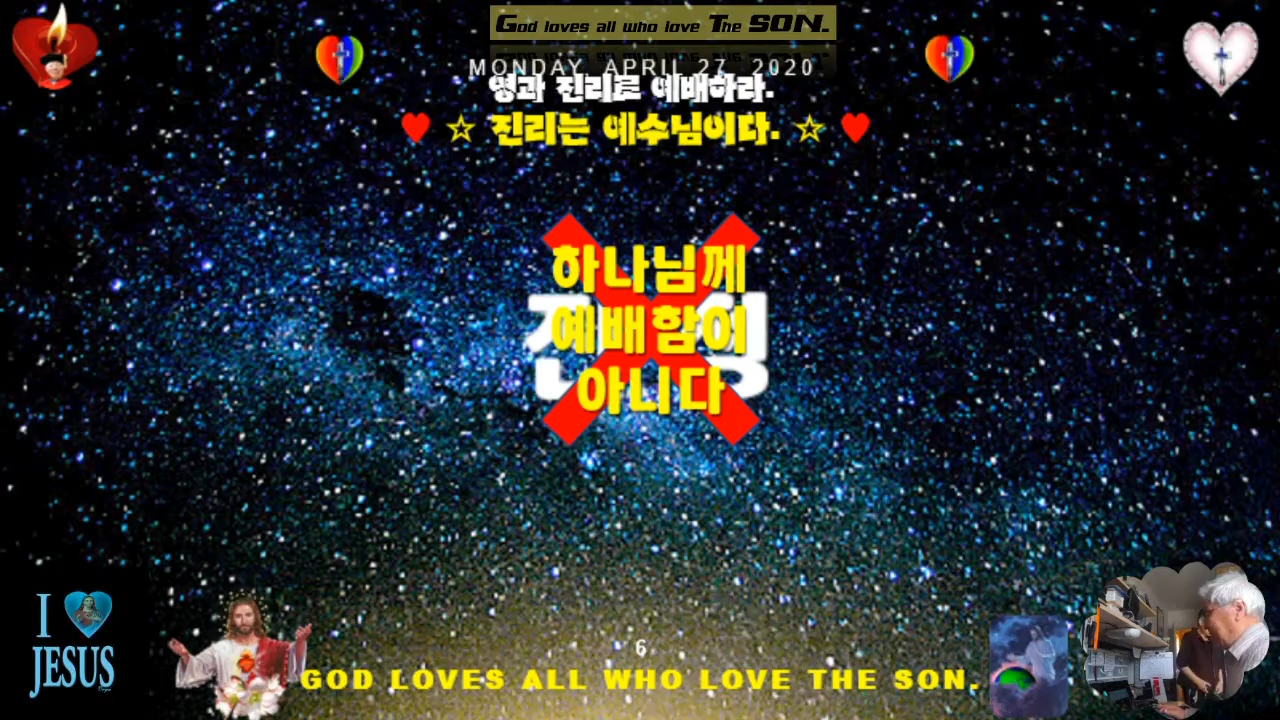 God loves all who love The SON.
MONDAY, APRIL 27, 2020
영과 진리로 예배하라.
♥ ☆ 진리는 예수님이다. ☆ ♥
하나님께
예배함이
아니다
I
JESUS
6
GOD LOVES ALL WHO LOVE THE SON.